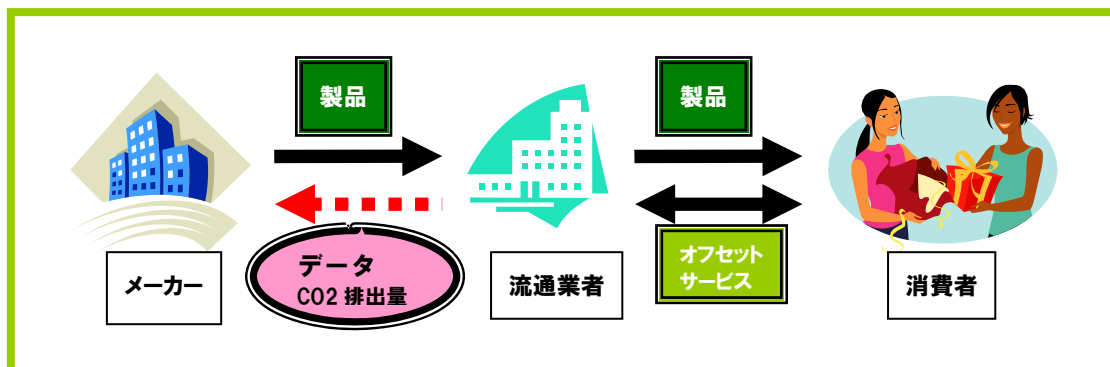 製品
製品
データ
CO2 排出量
オフセット
サービス
メーカー
流通業者
消費者